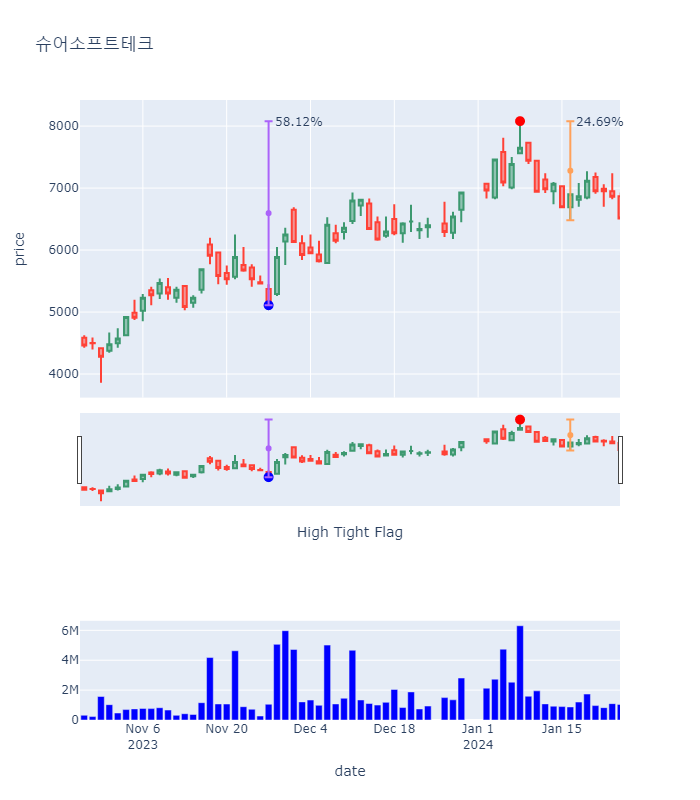 슈어소프트테크
8000
58.12%
24.69%
7000
6000
5000
4000
price
High Tight Flag
6M
4M
2M
0
Nov 6
2023
Nov 20
Dec 4
Dec 18
Jan 1
2024
Jan 15
date